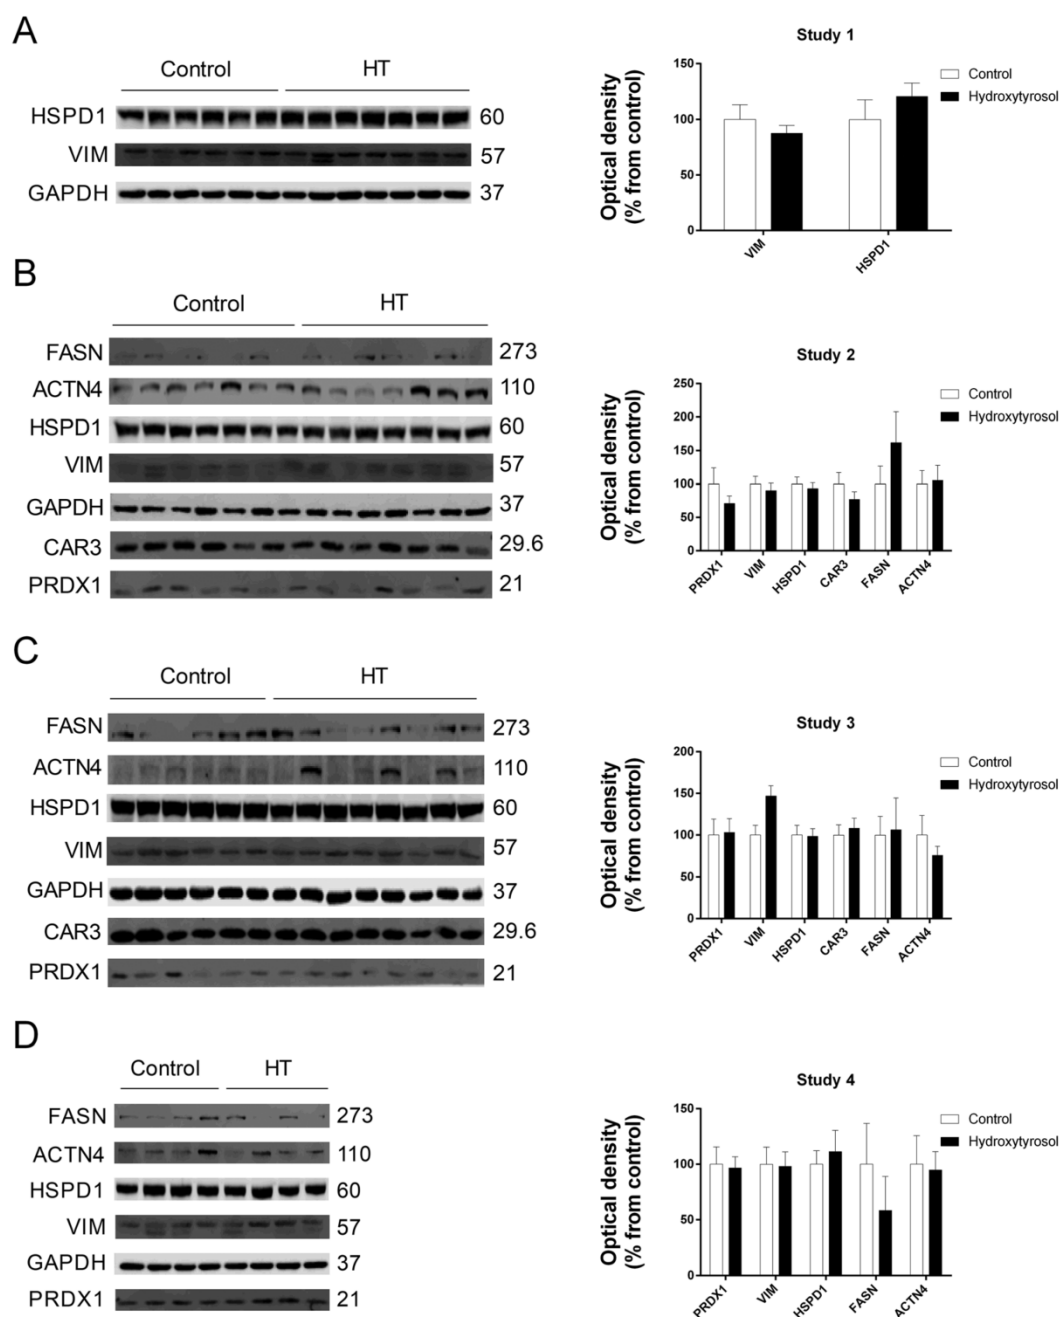 A
Control HT
HSPD1 60
VIM 57
GAPDH 37
Study 1
Optical density
(% from control)
150
100
50
0
VIM
HSPD1
Control
Hydroxytyrosol
B
Control HT
FASN 273
ACTN4 110
HSPD1 60
VIM 57
GAPDH 37
CAR3 29.6
PRDX1 21
Study 2
Optical density
(% from control)
250
200
150
100
50
0
PRDX1
VIM
HSPD1
CAR3
FASN
ACTN4
Control
Hydroxytyrosol
C
Control HT
FASN 273
ACTN4 110
HSPD1 60
VIM 57
GAPDH 37
CAR3 29.6
PRDX1 21
Study 3
Optical density
(% from control)
200
150
100
50
0
PRDX1
VIM
HSPD1
CAR3
FASN
ACTN4
Control
Hydroxytyrosol
D
Control HT
FASN 273
ACTN4 110
HSPD1 60
VIM 57
GAPDH 37
PRDX1 21
Study 4
Optical density
(% from control)
150
100
50
0
PRDX1
VIM
HSPD1
FASN
ACTN4
Control
Hydroxytyrosol